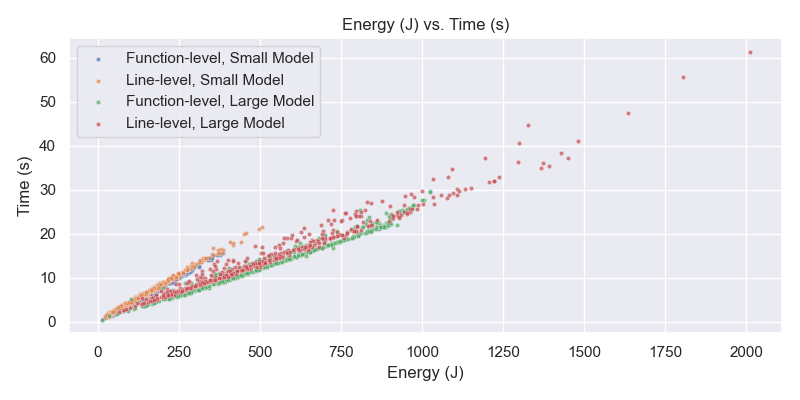 Energy (J) vs. Time (s)
Function-level, Small Model
Line-level, Small Model
Function-level, Large Model
Line-level, Large Model
Time (s)
60
50
40
30
20
10
0
0 250 500 750 1000 1250 1500 1750 2000
Energy (J)